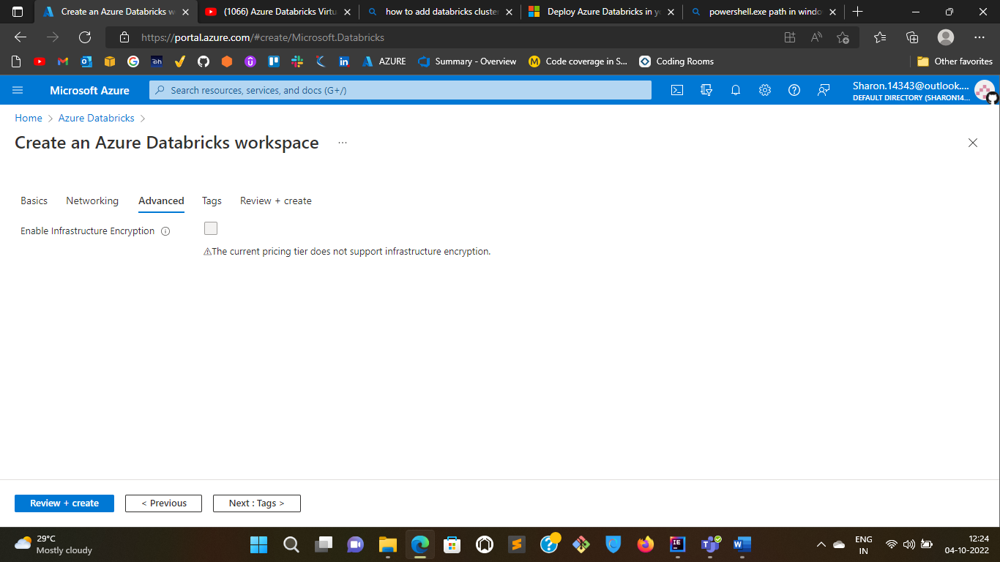 Create an Azure Databricks w
(1066) Azure Databricks Virtu
how to add databricks cluster
Deploy Azure Databricks in y
powershell.exe path in windo
https://portal.azure.com/#create/Microsoft.Databricks
AZURE
Summary - Overview
Code coverage in S...
Coding Rooms
Other favorites
Microsoft Azure
Search resources, services, and docs (G+/)
Sharon.14343@outlook....
DEFAULT DIRECTORY (SHARON14...
Home > Azure Databricks >
Create an Azure Databricks workspace ...
Basics
Networking
Advanced
Tags
Review + create
Enable Infrastructure Encryption
⚠The current pricing tier does not support infrastructure encryption.
Review + create
< Previous
Next : Tags >
29°C
Mostly cloudy
ENG
IN
12:24
04-10-2022